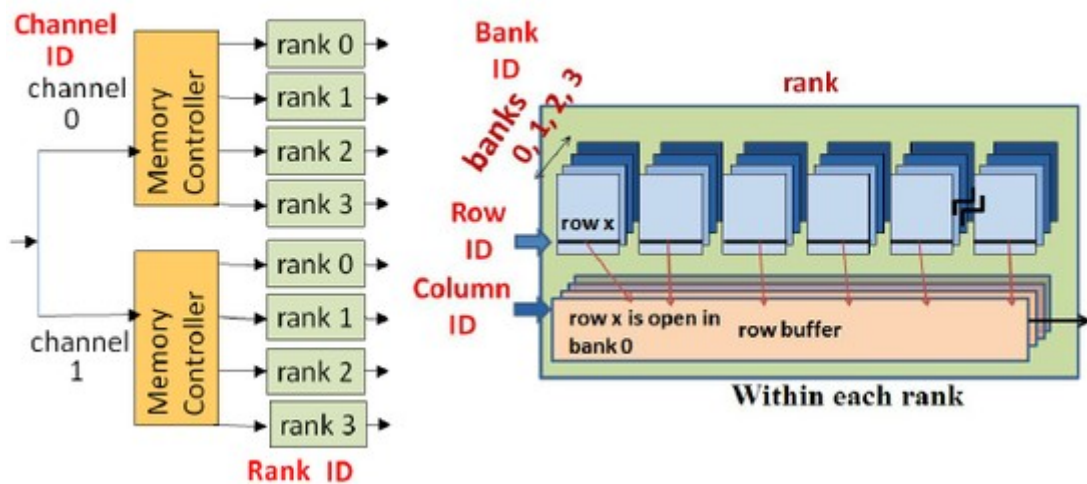 Channel
ID
channel
0
Memory
Controller
rank 0
rank 1
rank 2
rank 3
channel
1
Memory
Controller
rank 0
rank 1
rank 2
rank 3
Rank ID
Bank
ID
banks
0, 1, 2, 3
rank
Row
ID
row x
Column
ID
row x is open in
bank 0
row buffer
Within each rank